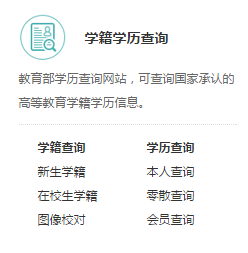 学籍学历查询
教育部学历查询网站，可查询国家承认的
高等教育学籍学历信息。
学籍查询 学历查询
新生学籍 本人查询
在校生学籍 零散查询
图像校对 会员查询